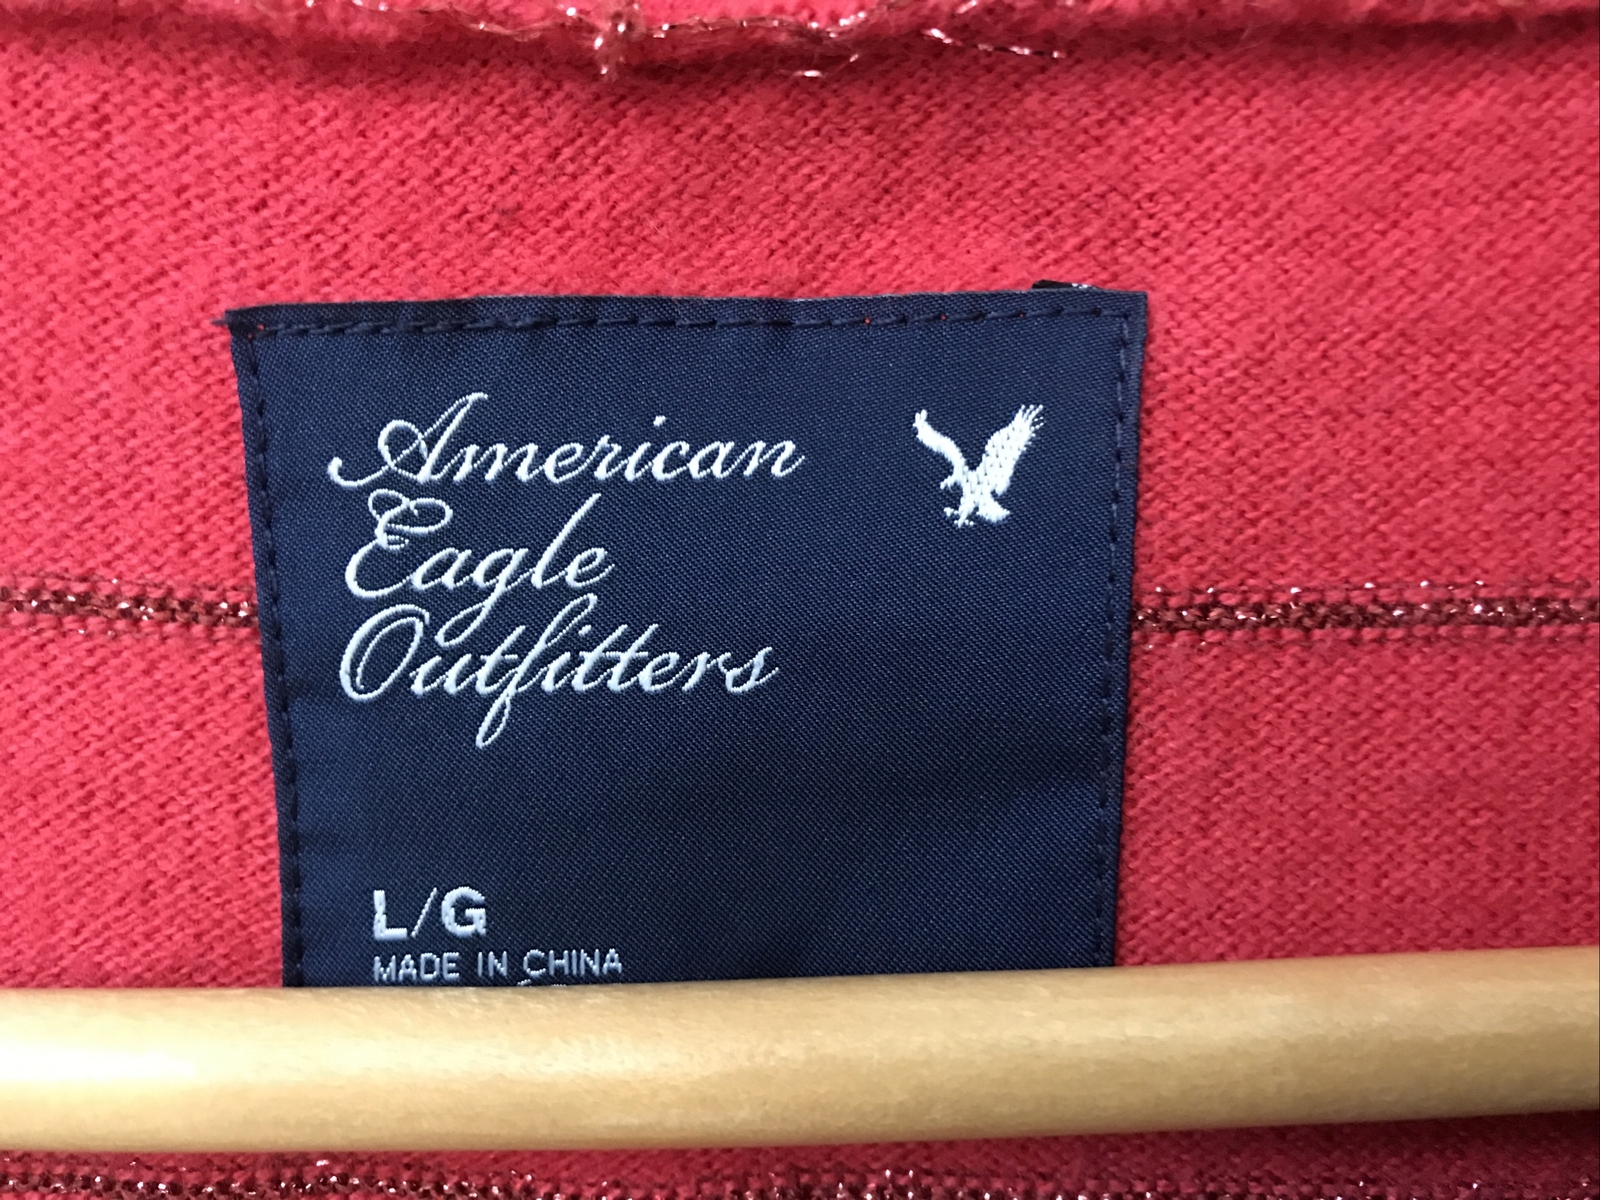 American
Eagle
Outfitters
L/G
MADE IN CHINA